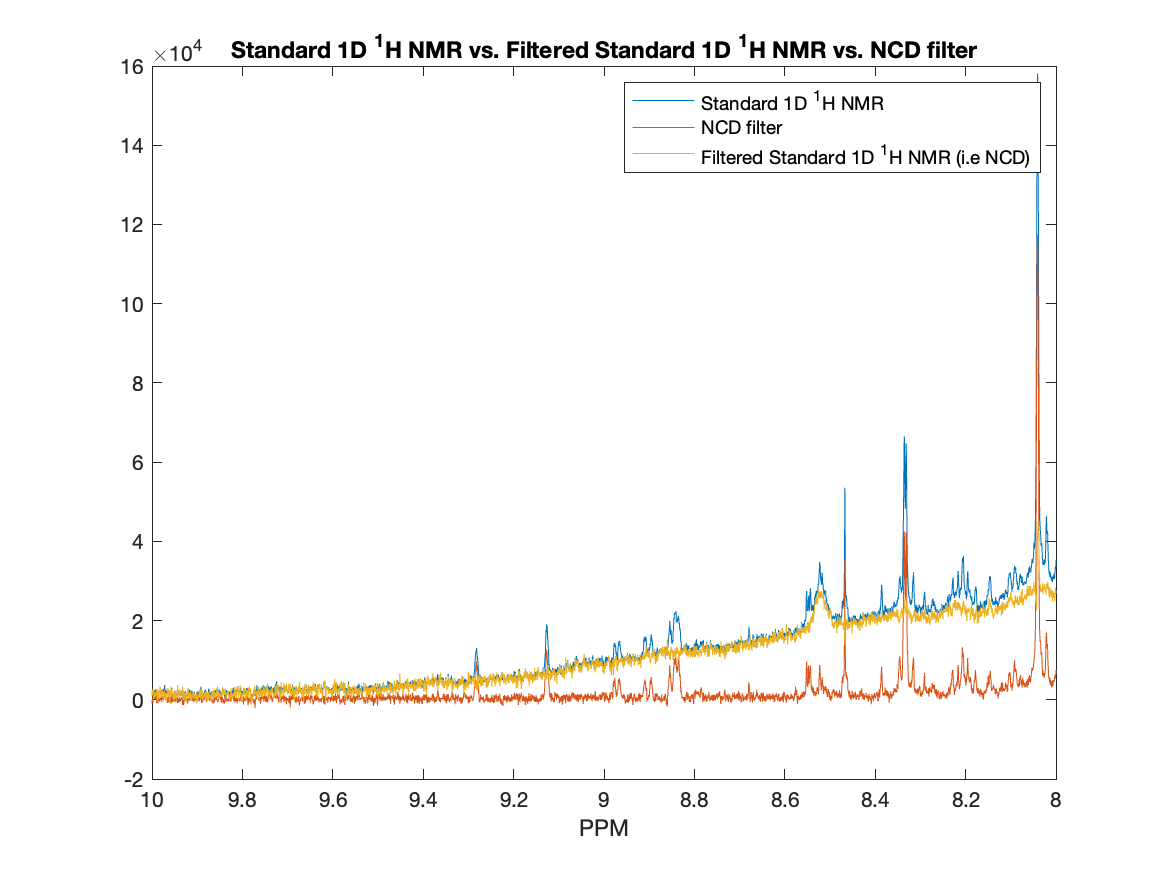 ×10⁴
Standard 1D ¹H NMR vs. Filtered Standard 1D ¹H NMR vs. NCD filter
16
Standard 1D ¹H NMR
NCD filter
Filtered Standard 1D ¹H NMR (i.e NCD)
14
12
10
8
6
4
2
0
-2
10 9.8 9.6 9.4 9.2 9 8.8 8.6 8.4 8.2 8
PPM